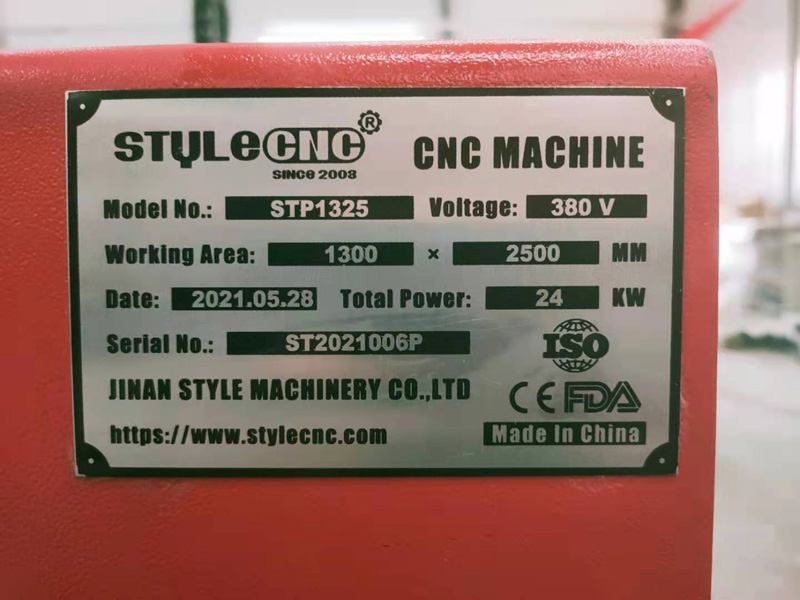 STYLECNC®
SINCE 2003
CNC MACHINE
Model No.: STP1325 Voltage: 380 V
Working Area: 1300 × 2500 MM
Date: 2021.05.28 Total Power: 24 KW
Serial No.: ST2021006P
ISO
JINAN STYLE MACHINERY CO.,LTD
CE FDA
https://www.stylecnc.com
Made In China